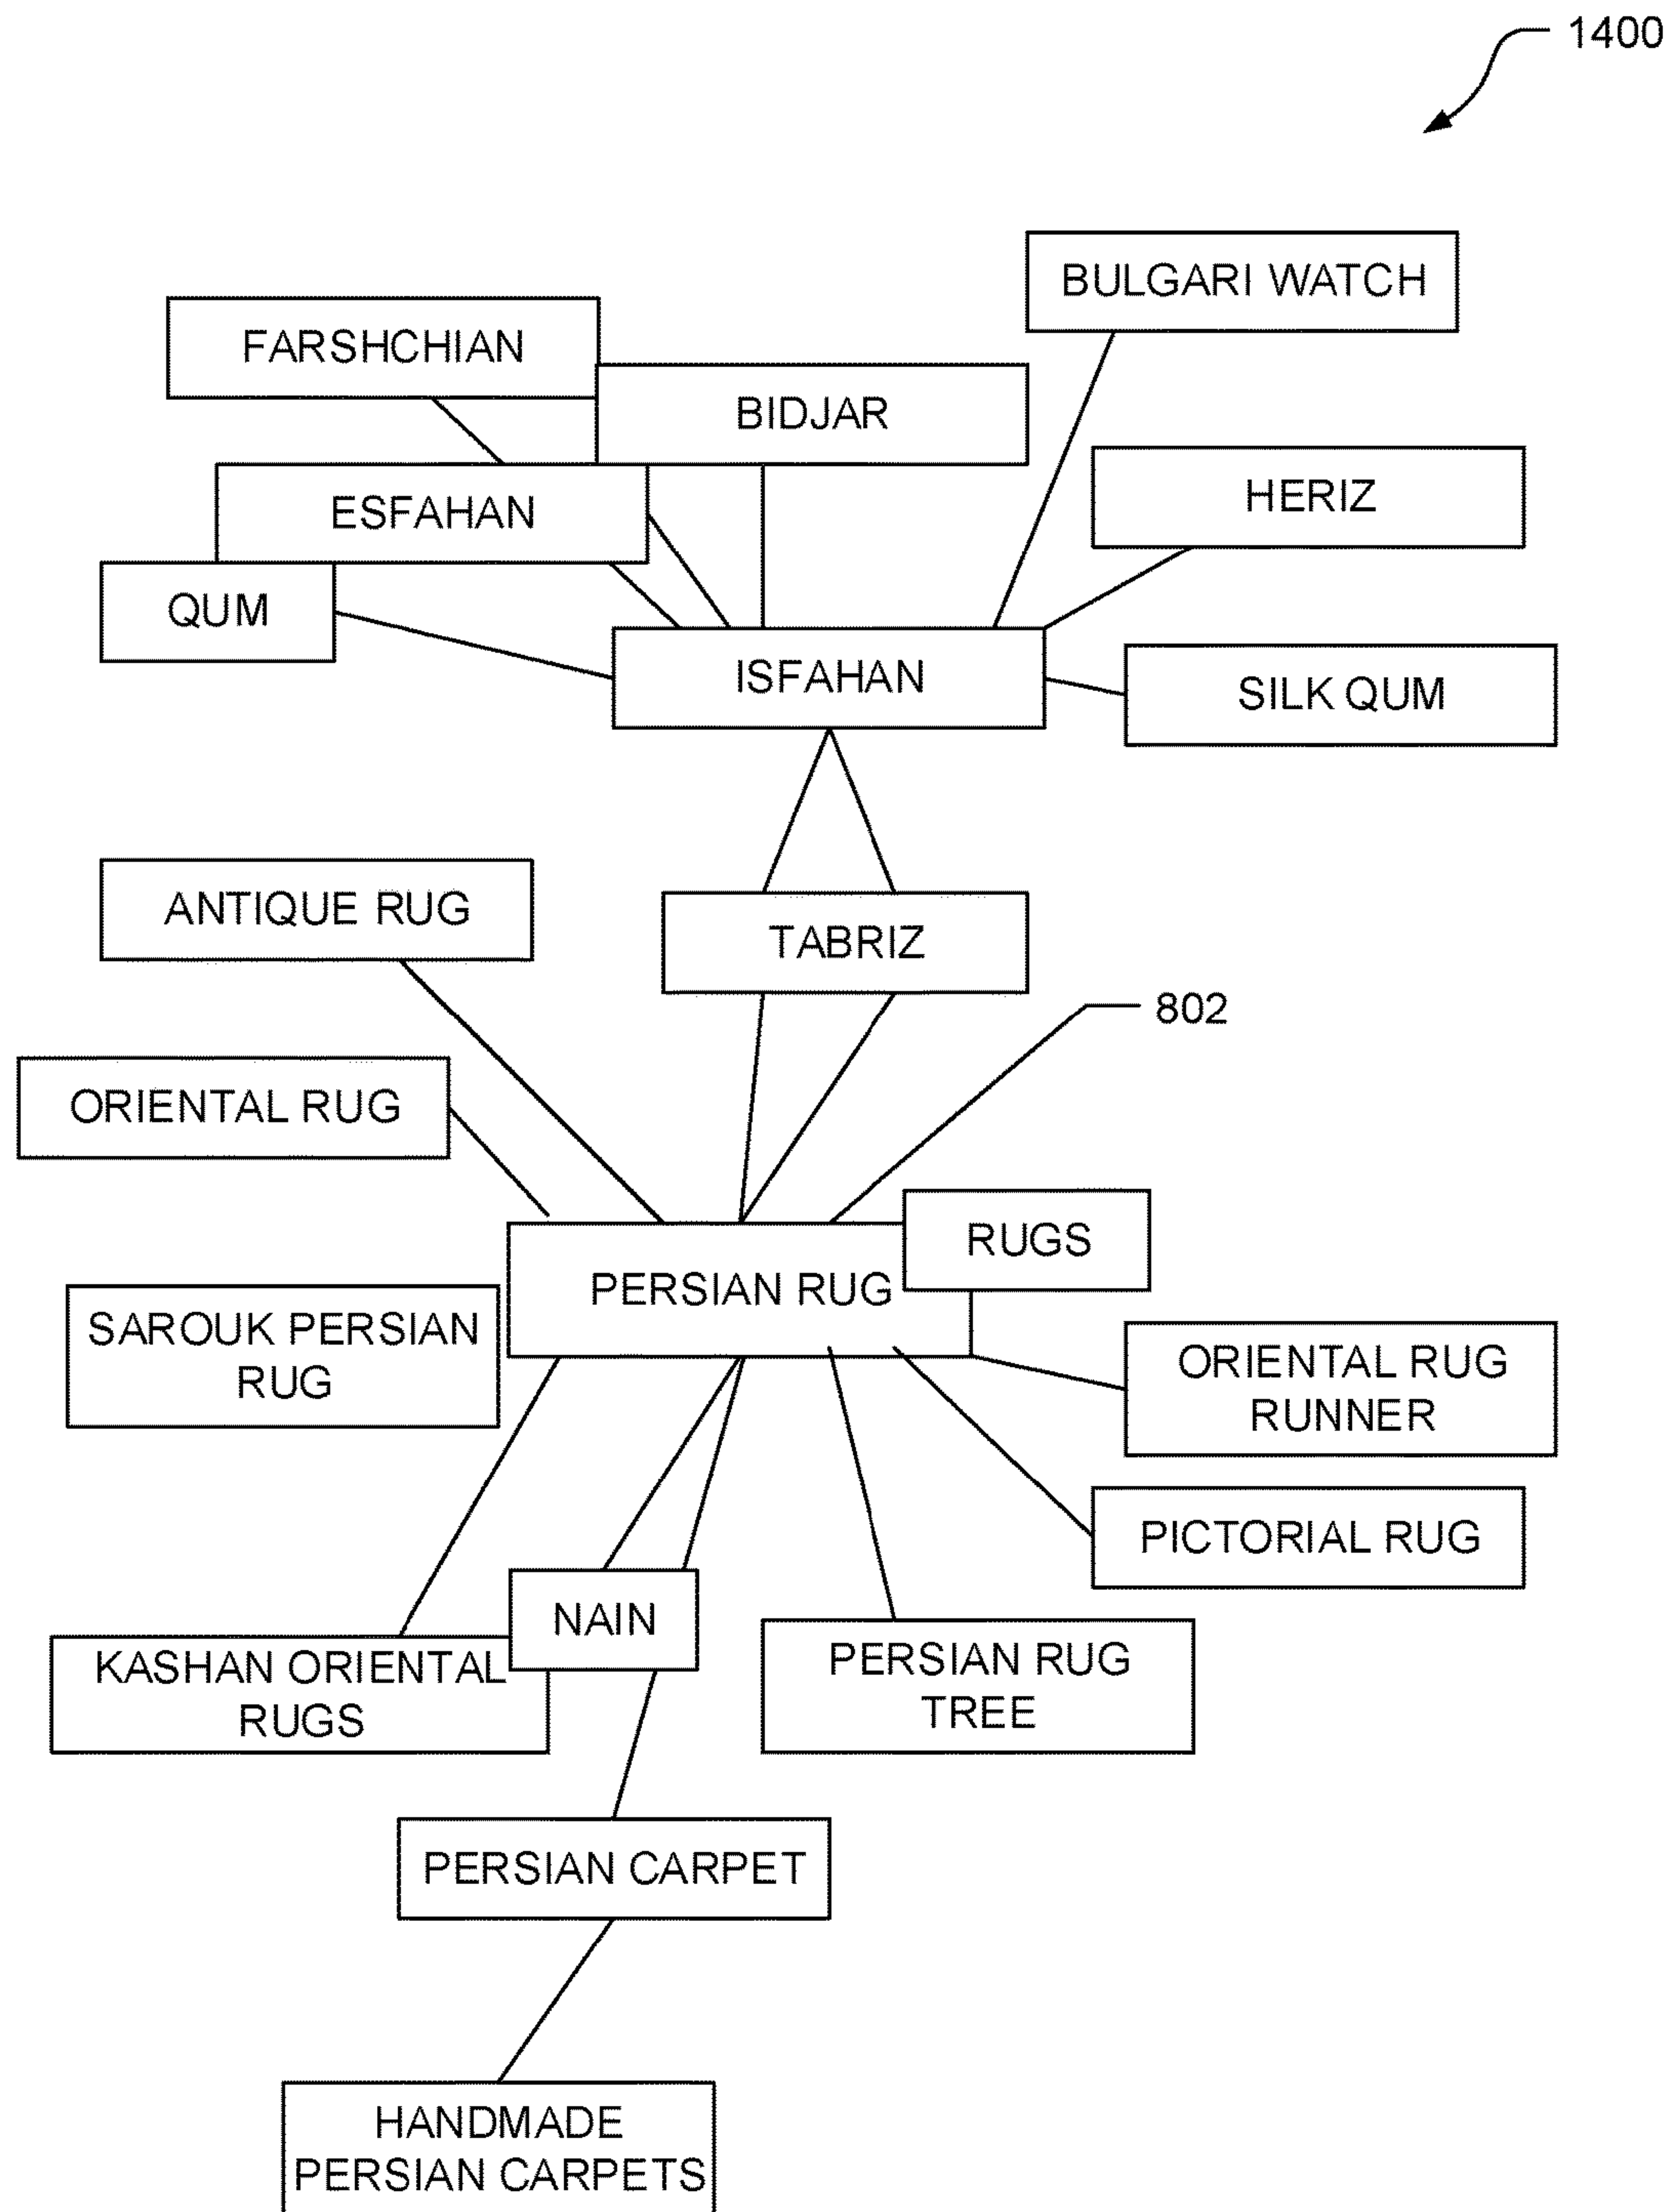 1400
BULGARI WATCH
FARSHCHIAN
BIDJAR
HERIZ
ESFAHAN
QUM
ISFAHAN
SILK QUM
ANTIQUE RUG
TABRIZ
802
ORIENTAL RUG
RUGS
PERSIAN RUG
SAROUK PERSIAN
RUG
ORIENTAL RUG
RUNNER
PICTORIAL RUG
NAIN
KASHAN ORIENTAL
RUGS
PERSIAN RUG
TREE
PERSIAN CARPET
HANDMADE
PERSIAN CARPETS